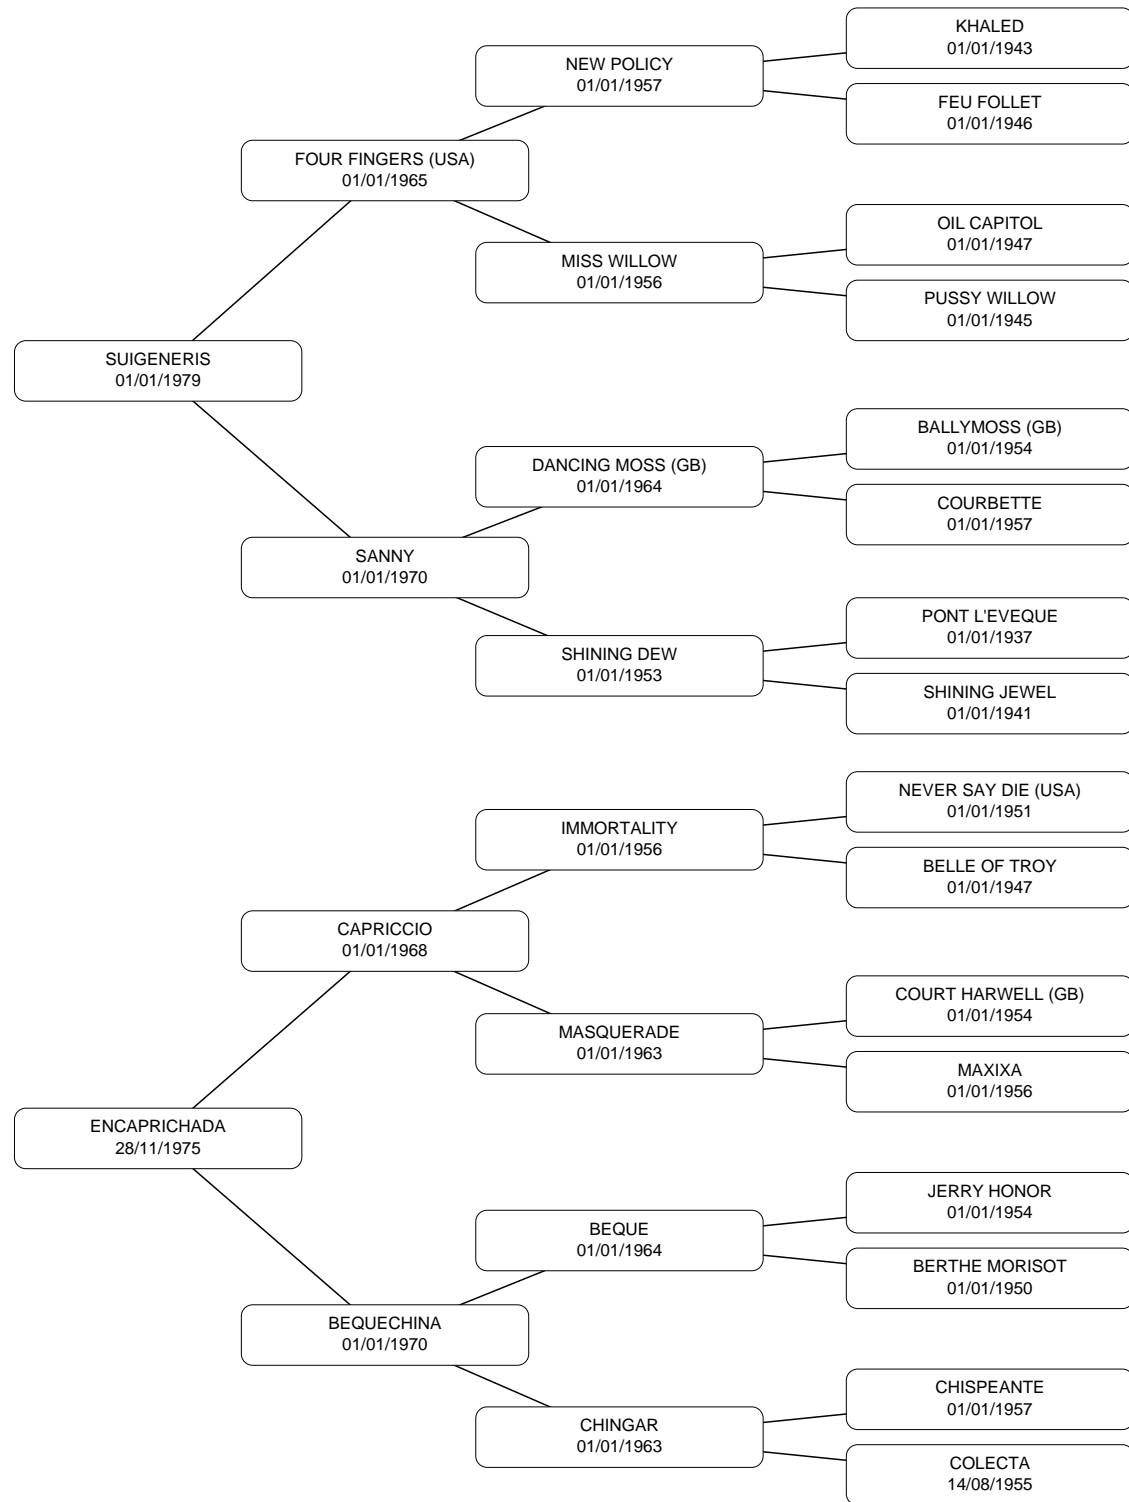 KHALED
01/01/1943
NEW POLICY
01/01/1957
FEU FOLLET
01/01/1946
FOUR FINGERS (USA)
01/01/1965
OIL CAPITOL
01/01/1947
MISS WILLOW
01/01/1956
PUSSY WILLOW
01/01/1945
SUIGENERIS
01/01/1979
BALLYMOSS (GB)
01/01/1954
DANCING MOSS (GB)
01/01/1964
COURBETTE
01/01/1957
SANNY
01/01/1970
PONT L'EVEQUE
01/01/1937
SHINING DEW
01/01/1953
SHINING JEWEL
01/01/1941
NEVER SAY DIE (USA)
01/01/1951
IMMORTALITY
01/01/1956
BELLE OF TROY
01/01/1947
CAPRICCIO
01/01/1968
COURT HARWELL (GB)
01/01/1954
MASQUERADE
01/01/1963
MAXIXA
01/01/1956
ENCAPRICHADA
28/11/1975
JERRY HONOR
01/01/1954
BEQUE
01/01/1964
BERTHE MORISOT
01/01/1950
BEQUECHINA
01/01/1970
CHISPEANTE
01/01/1957
CHINGAR
01/01/1963
COLECTA
14/08/1955